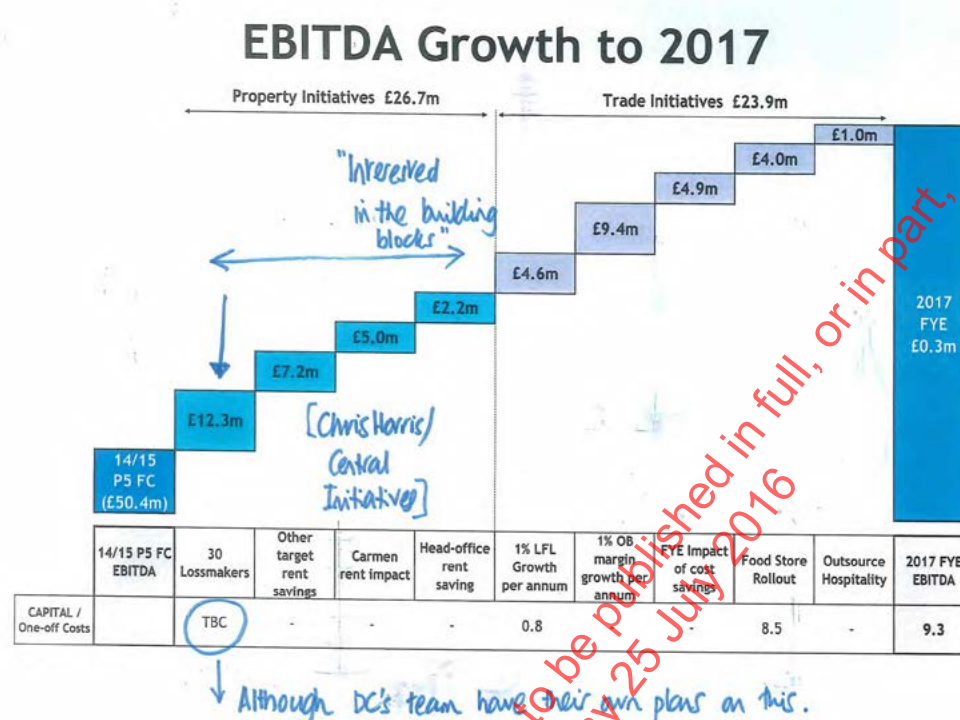 EBITDA Growth to 2017
Property Initiatives £26.7m
Trade Initiatives £23.9m
£1.0m
£4.0m
£4.9m
£9.4m
£4.6m
£2.2m
£5.0m
£7.2m
£12.3m
14/15
P5 FC
(£50.4m)
2017
FYE
£0.3m
"Interested
in the building
blocks"
[Chris Harris/
Central
Initiatives]
14/15 P5 FC
EBITDA
30
Lossmakers
Other
target
rent
savings
Carmen
rent impact
Head-office
rent
saving
1% LFL
Growth
per annum
1% OB
margin
growth per
annum
FYE Impact
of cost
savings
Food Store
Rollout
Outsource
Hospitality
2017 FYE
EBITDA
CAPITAL /
One-off Costs
TBC
-
-
-
0.8
-
8.5
-
9.3
Although DC's team have their own plans on this.
to be published in full, or in part,
25 July 2016